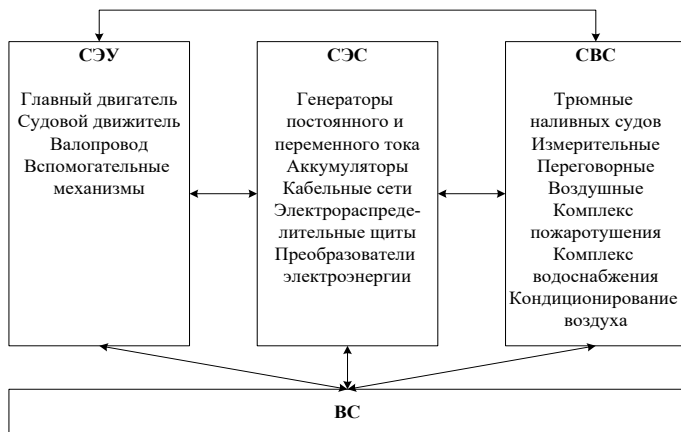 СЭУ
Главный двигатель
Судовой движитель
Валопровод
Вспомогательные
механизмы
СЭС
Генераторы
постоянного и
переменного тока
Аккумуляторы
Кабельные сети
Электрораспреде-
лительные щиты
Преобразователи
электроэнергии
СВС
Трюмные
наливных судов
Измерительные
Переговорные
Воздушные
Комплекс
пожаротушения
Комплекс
водоснабжения
Кондиционирование
воздуха
ВС